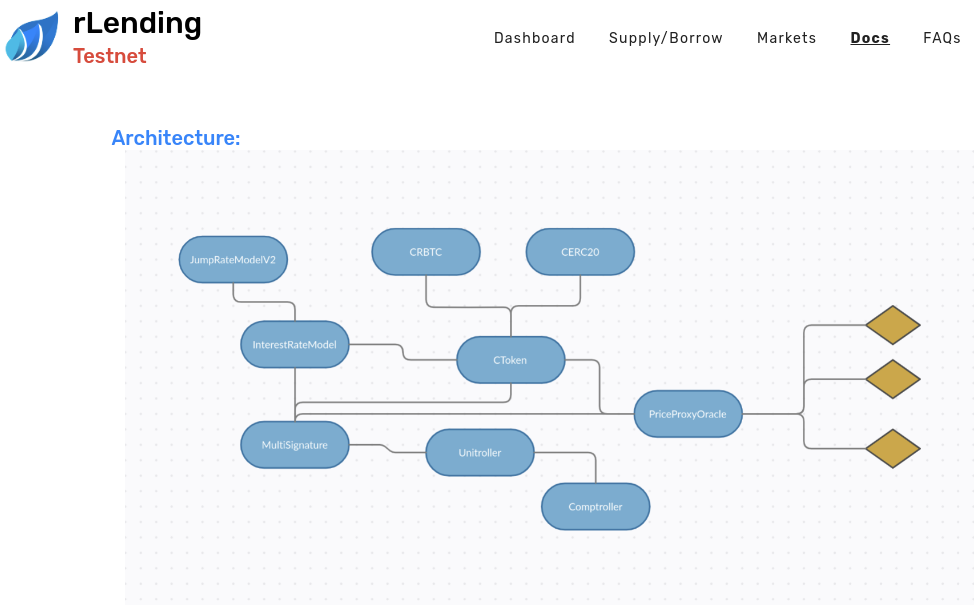 rLending
Testnet
Dashboard Supply/Borrow Markets Docs FAQs
Architecture:
JumpRateModelV2
CRBTC
CERC20
InterestRateModel
CToken
PriceProxyOracle
MultiSignature
Unitroller
Comptroller